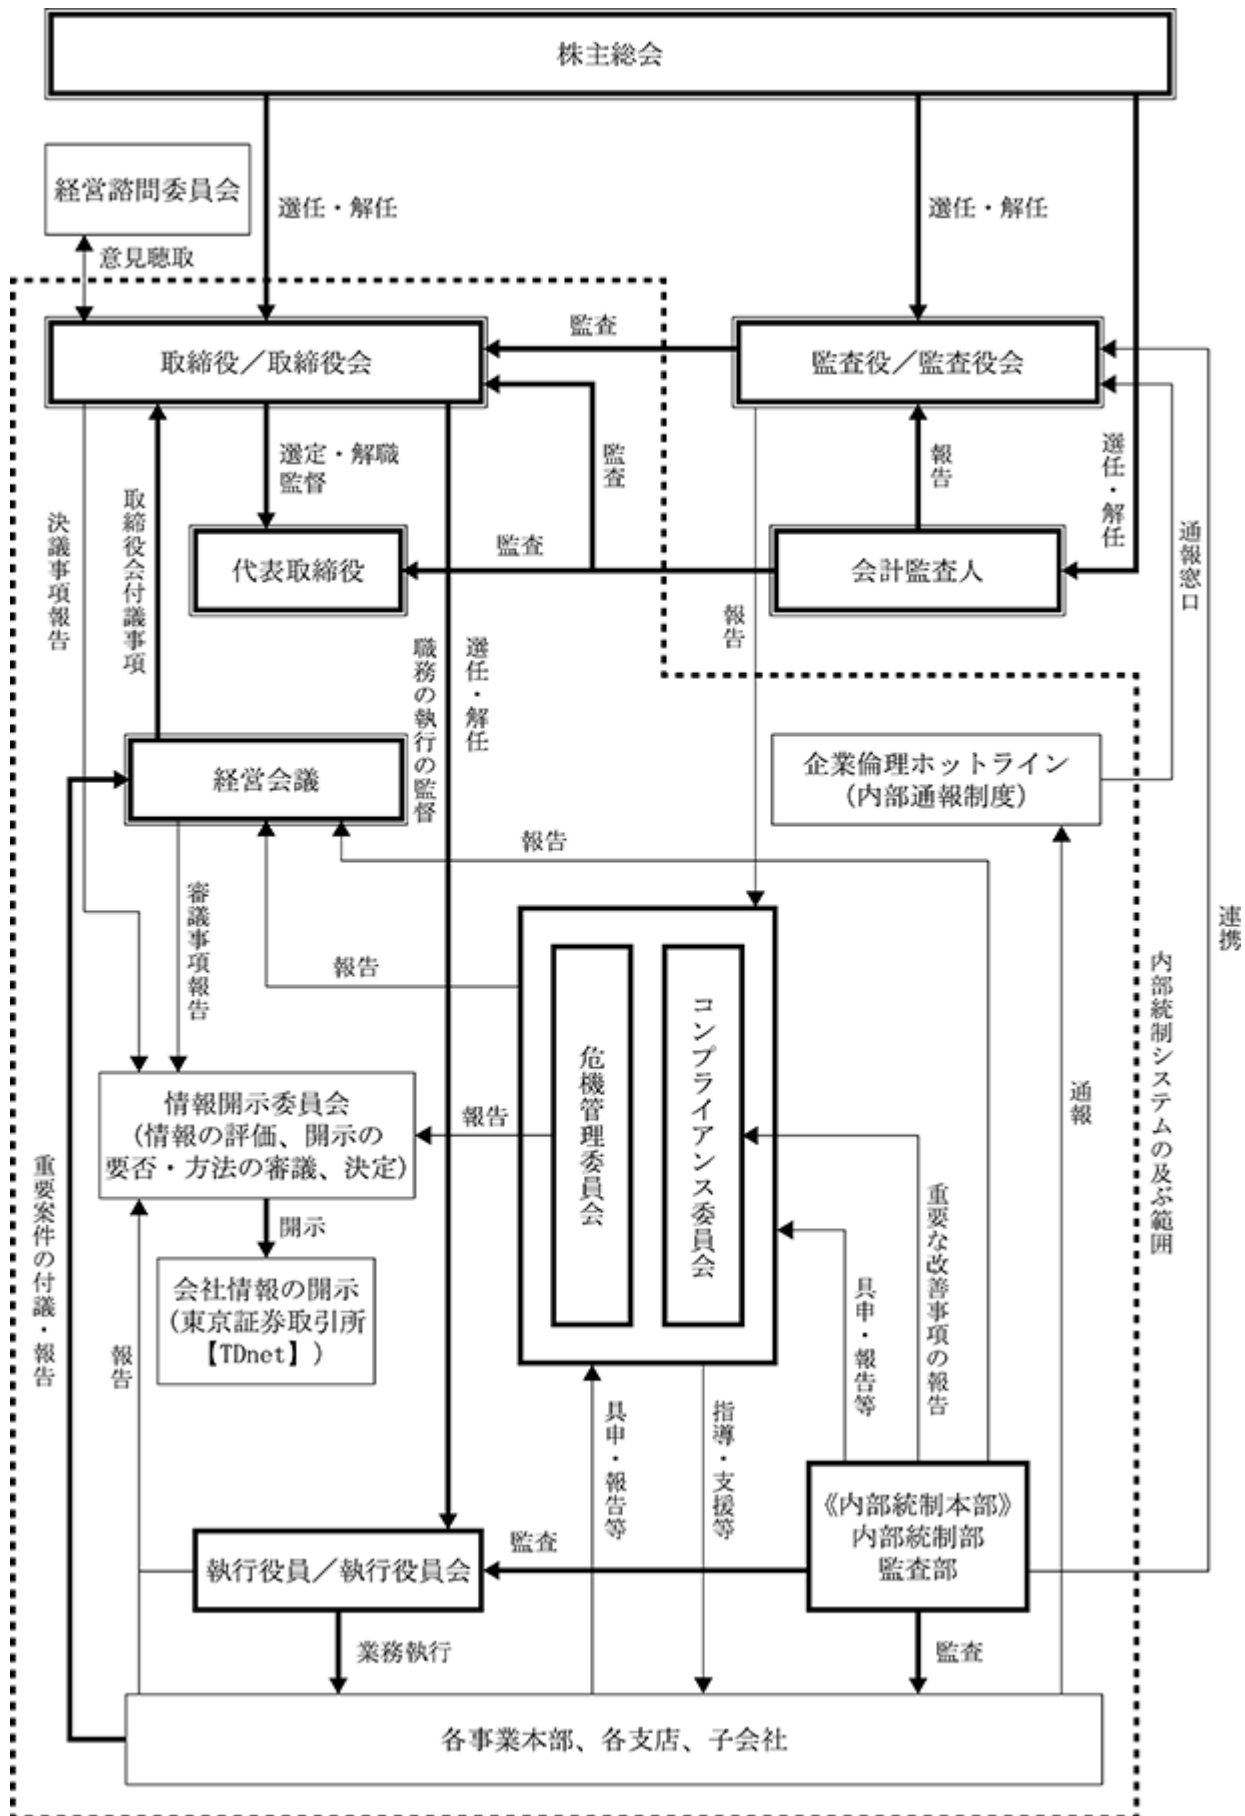 株主総会
経営諮問委員会
選任・解任
選任・解任
意見聴取
取締役／取締役会
監査
監査役／監査役会
選任・解任
選定・解職
監督
監査
報告
通報窓口
決議事項報告
取締役会付議事項
代表取締役
監査
会計監査人
報告
職務の執行の監督
選任・解任
経営会議
企業倫理ホットライン
（内部通報制度）
報告
審議事項報告
報告
連携
内部統制システムの及ぶ範囲
危機管理委員会
コンプライアンス委員会
通報
情報開示委員会
（情報の評価、開示の
要否・方法の審議、決定）
報告
重要案件の付議・報告
開示
重要な改善事項の報告
会社情報の開示
（東京証券取引所
【TDnet】）
具申・報告等
報告
具申・報告等
指導・支援等
《内部統制本部》
内部統制部
監査部
執行役員／執行役員会
監査
業務執行
監査
各事業本部、各支店、子会社